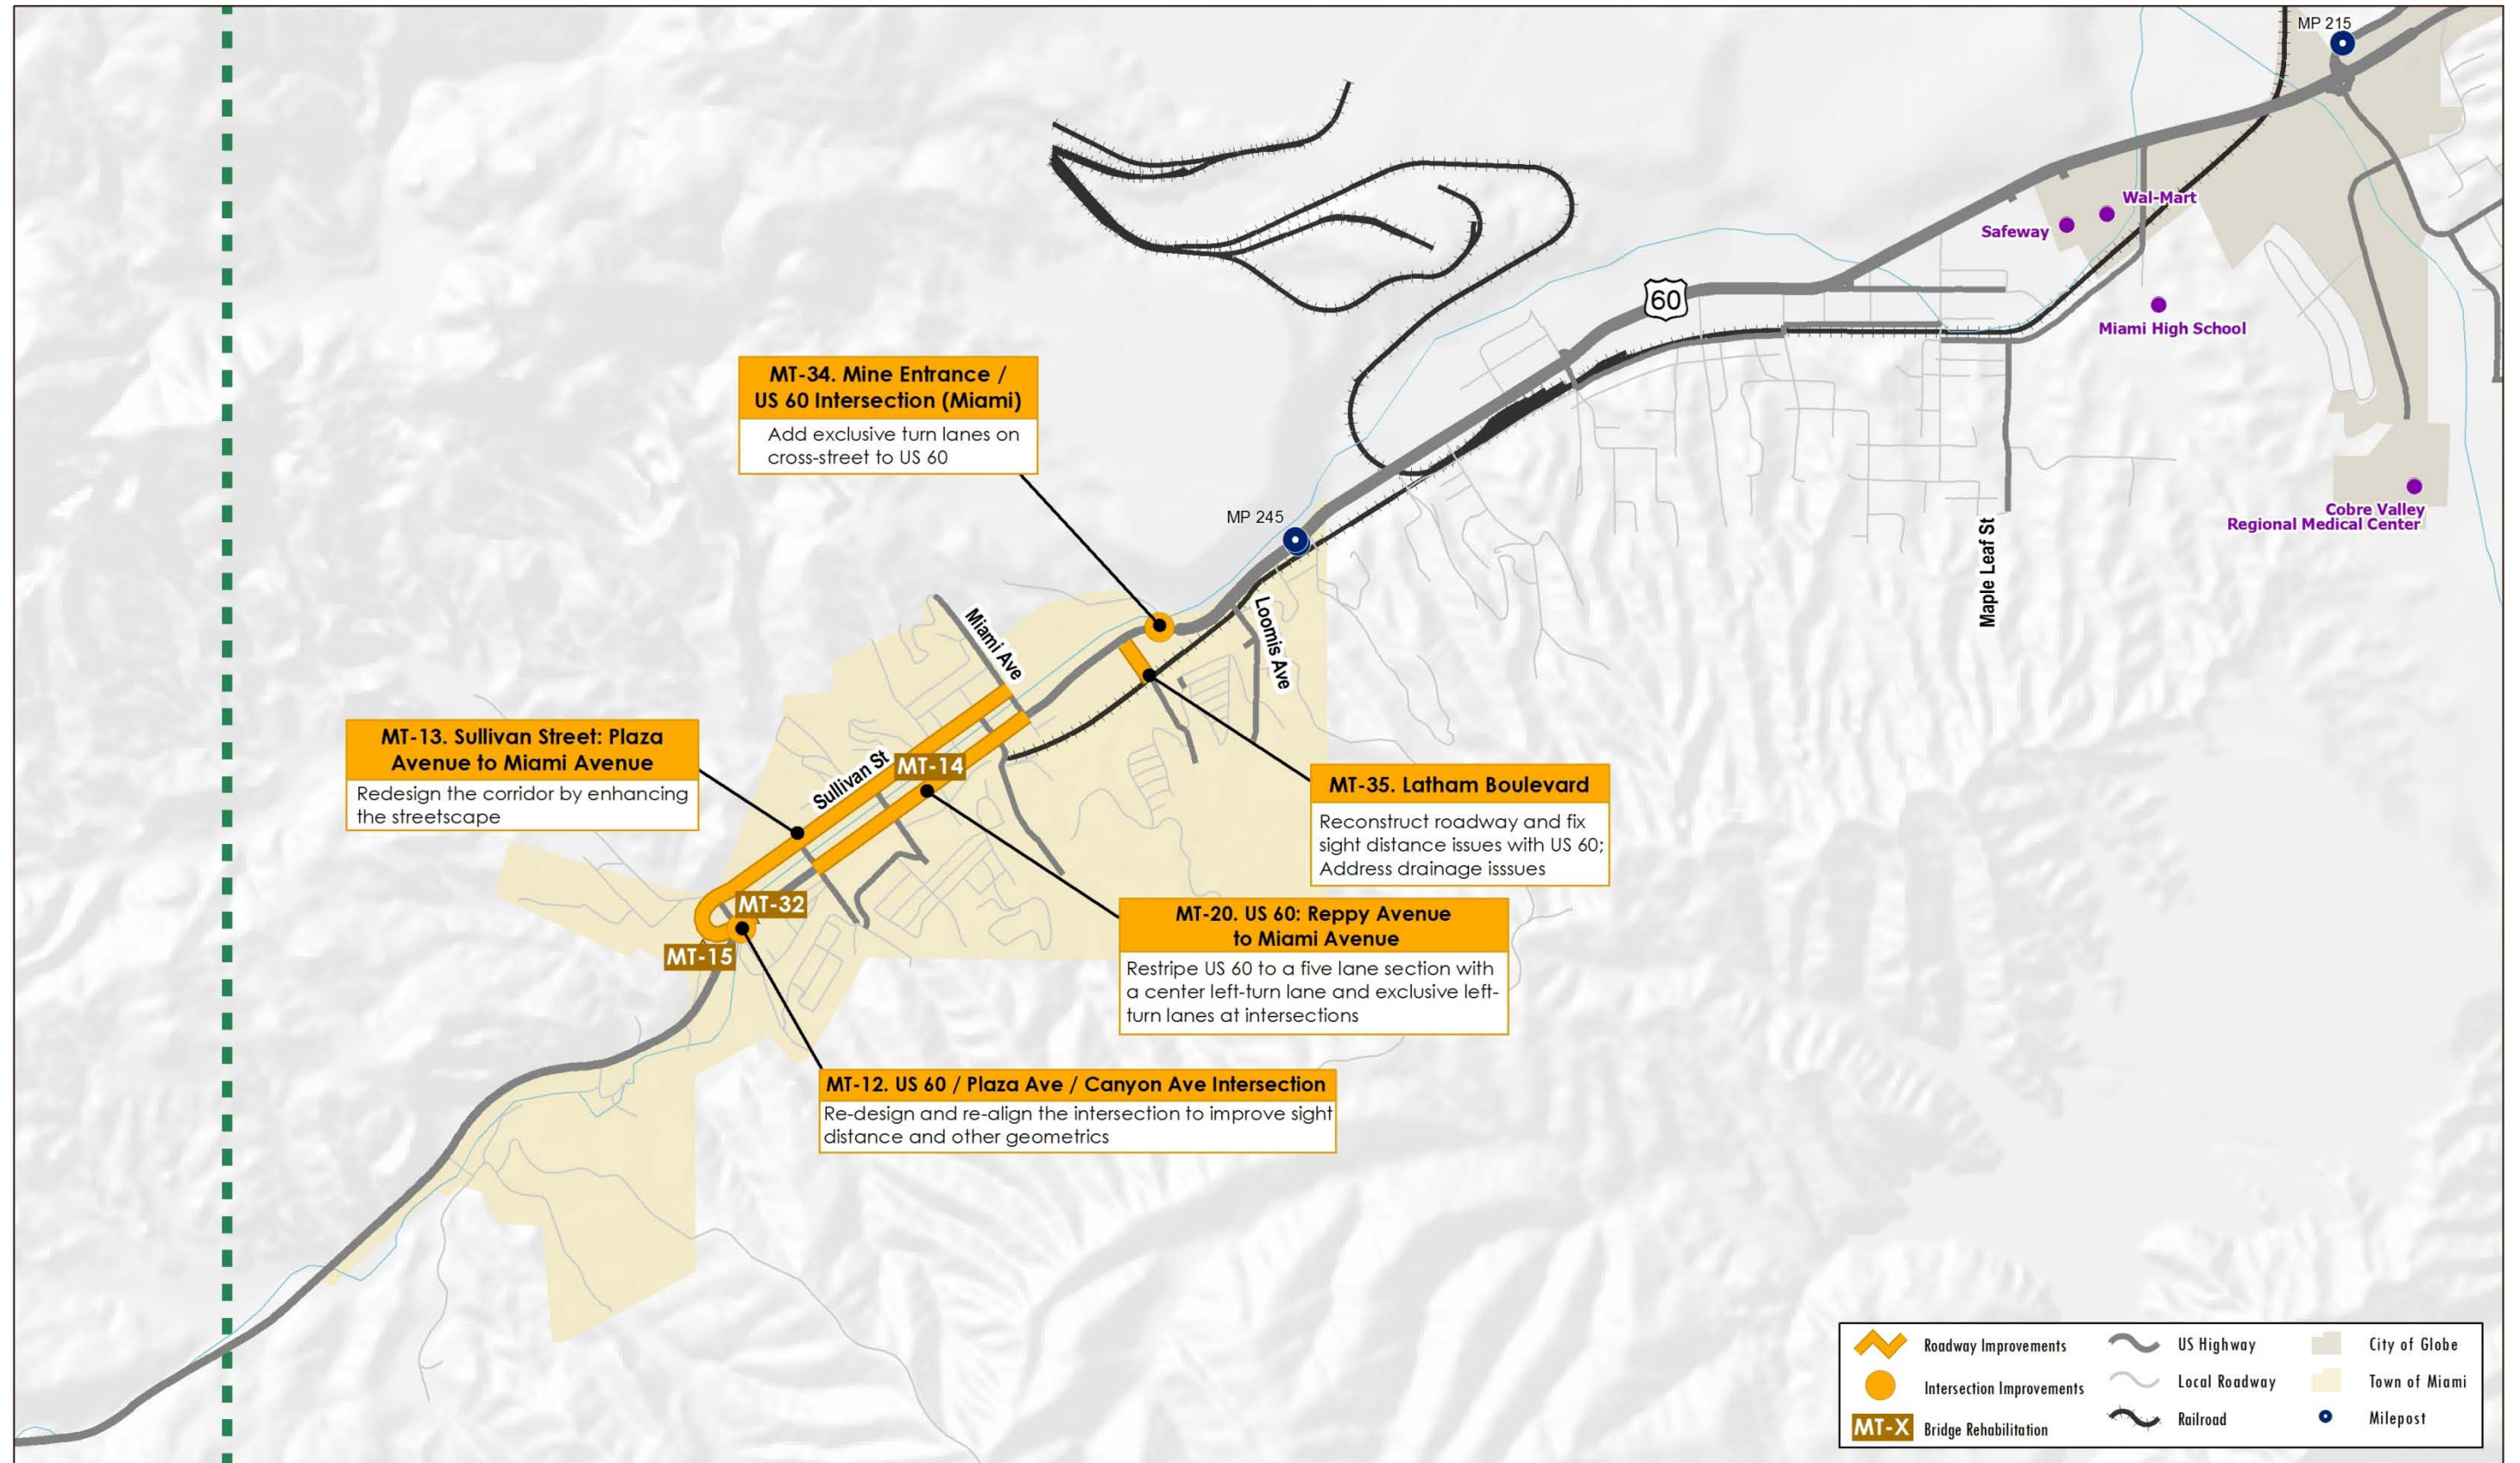 MP 215
Wal-Mart
Safeway
60
Miami High School
MT-34. Mine Entrance /
US 60 Intersection (Miami)
Add exclusive turn lanes on
cross-street to US 60
MP 245
Cobre Valley
Regional Medical Center
Maple Leaf St
Loomis Ave
Miami Ave
MT-13. Sullivan Street: Plaza
Avenue to Miami Avenue
Redesign the corridor by enhancing
the streetscape
Sullivan St
MT-14
MT-35. Latham Boulevard
Reconstruct roadway and fix
sight distance issues with US 60;
Address drainage isssues
MT-32
MT-15
MT-20. US 60: Reppy Avenue
to Miami Avenue
Restripe US 60 to a five lane section with
a center left-turn lane and exclusive left-
turn lanes at intersections
MT-12. US 60 / Plaza Ave / Canyon Ave Intersection
Re-design and re-align the intersection to improve sight
distance and other geometrics
Roadway Improvements
Intersection Improvements
MT-X Bridge Rehabilitation
US Highway
Local Roadway
Railroad
City of Globe
Town of Miami
Milepost